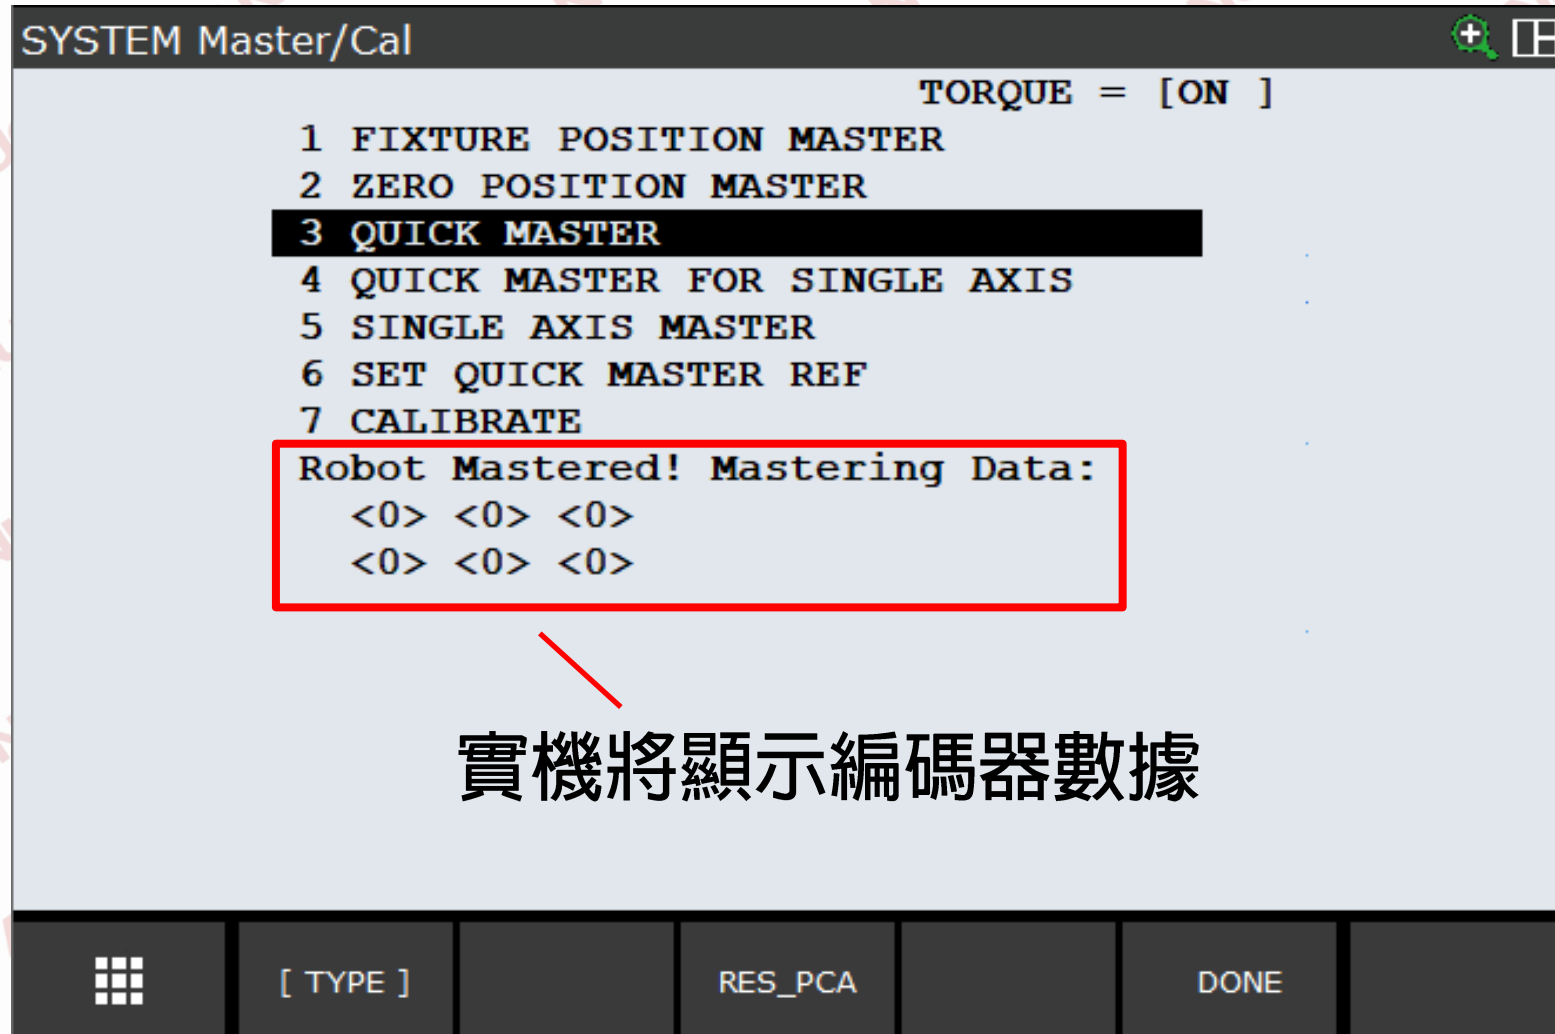 SYSTEM Master/Cal
TORQUE = [ON ]
1 FIXTURE POSITION MASTER
2 ZERO POSITION MASTER
3 QUICK MASTER
4 QUICK MASTER FOR SINGLE AXIS
5 SINGLE AXIS MASTER
6 SET QUICK MASTER REF
7 CALIBRATE
Robot Mastered! Mastering Data:
<0> <0> <0>
<0> <0> <0>
實機將顯示編碼器數據
[ TYPE ] RES_PCA DONE